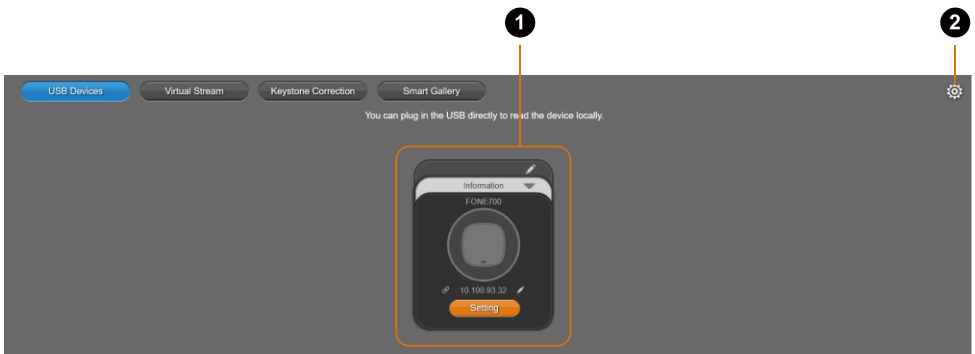 1
2
USB Devices
Virtual Stream
Keystone Correction
Smart Gallery
You can plug in the USB directly to read the device locally.
Information
FONE700
10.100.93.32
Setting